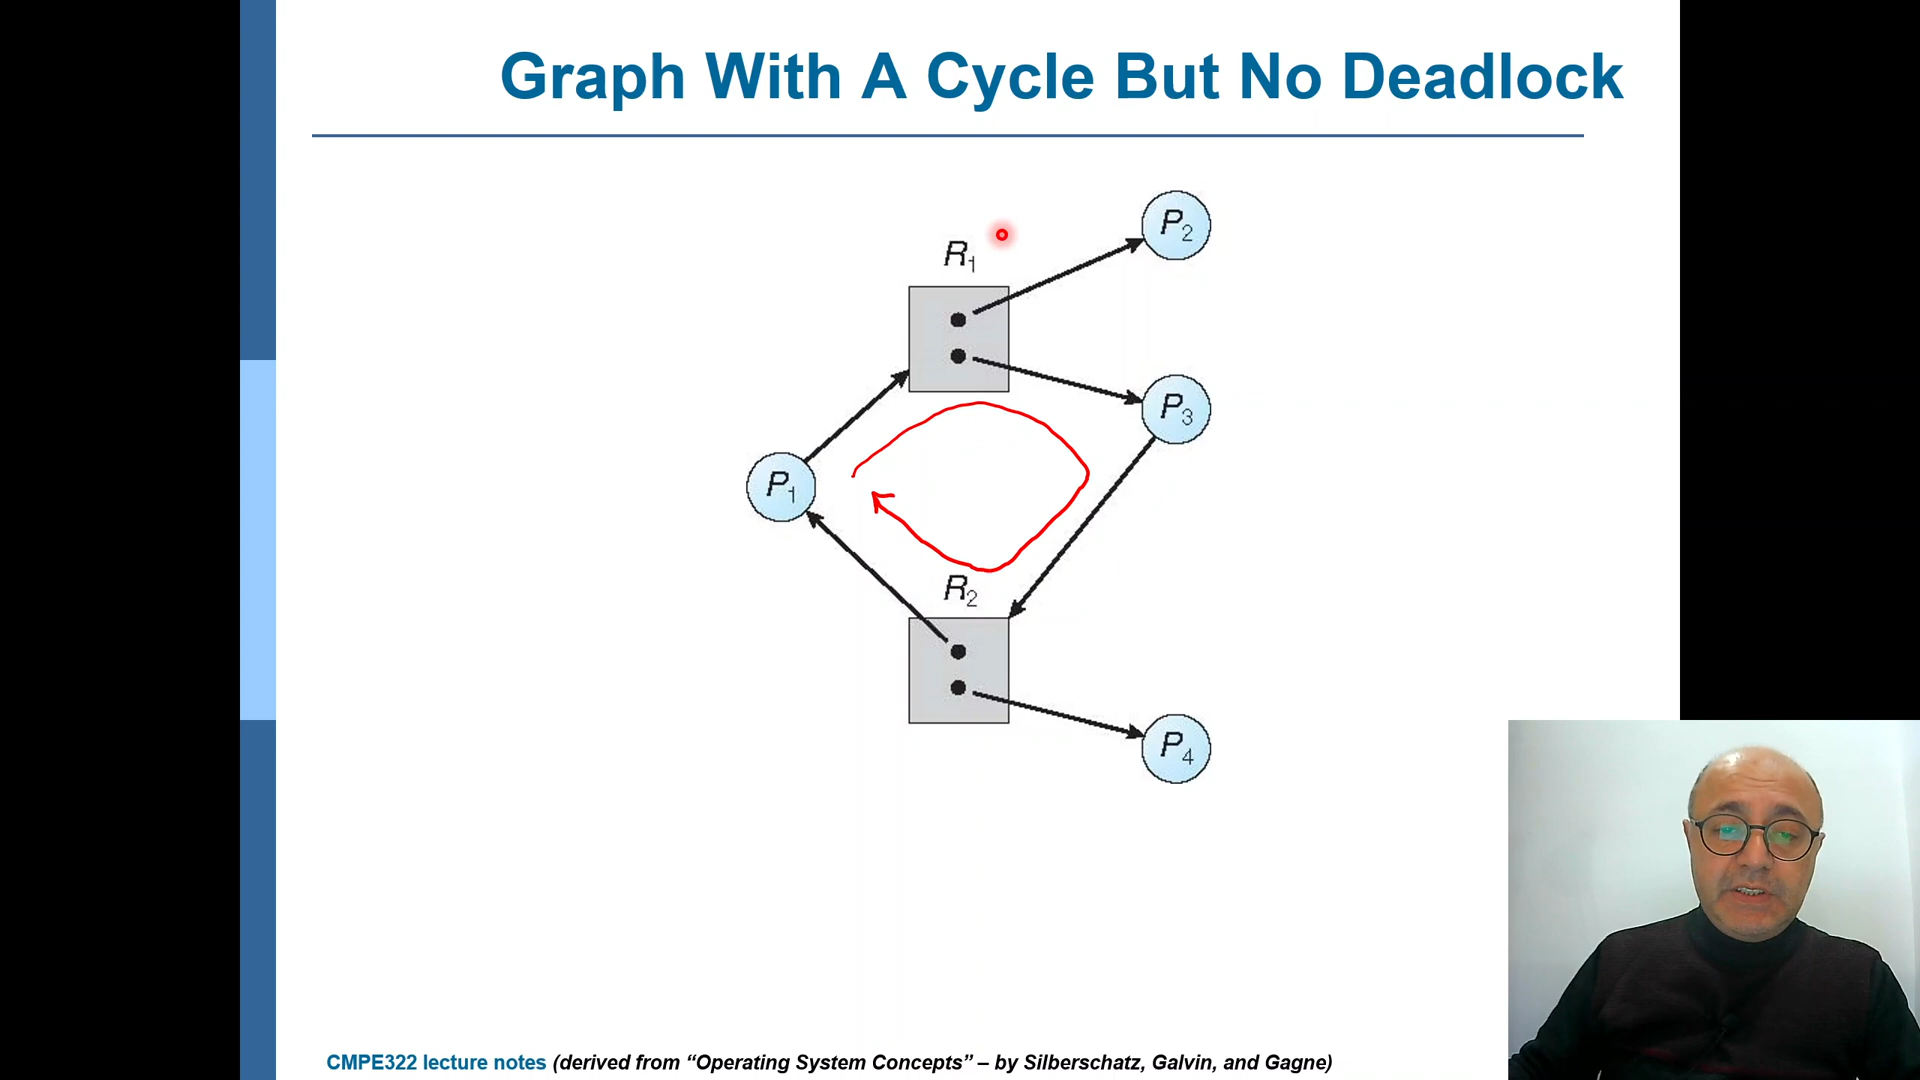 Graph With A Cycle But No Deadlock
P2
R1
P3
P1
R2
P4
CMPE322 lecture notes (derived from “Operating System Concepts” – by Silberschatz, Galvin, and Gagne)